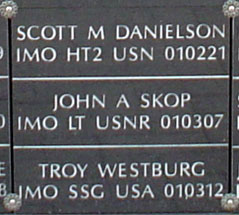 SCOTT M DANIELSON
IMO HT2 USN 010221
JOHN A SKOP
IMO LT USNR 010307
TROY WESTBURG
IMO SSG USA 010312